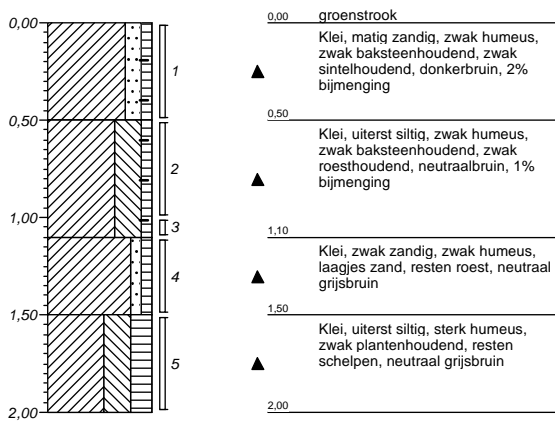 0,00
0,50
1,00
1,50
2,00
1
2
3
4
5
0,00
groenstrook
Klei, matig zandig, zwak humeus,
zwak baksteenhoudend, zwak
sintelhoudend, donkerbruin, 2%
bijmenging
0,50
Klei, uiterst siltig, zwak humeus,
zwak baksteenhoudend, zwak
roesthoudend, neutraalbruin, 1%
bijmenging
1,10
Klei, zwak zandig, zwak humeus,
laagjes zand, resten roest, neutraal
grijsbruin
1,50
Klei, uiterst siltig, sterk humeus,
zwak plantenhoudend, resten
schelpen, neutraal grijsbruin
2,00